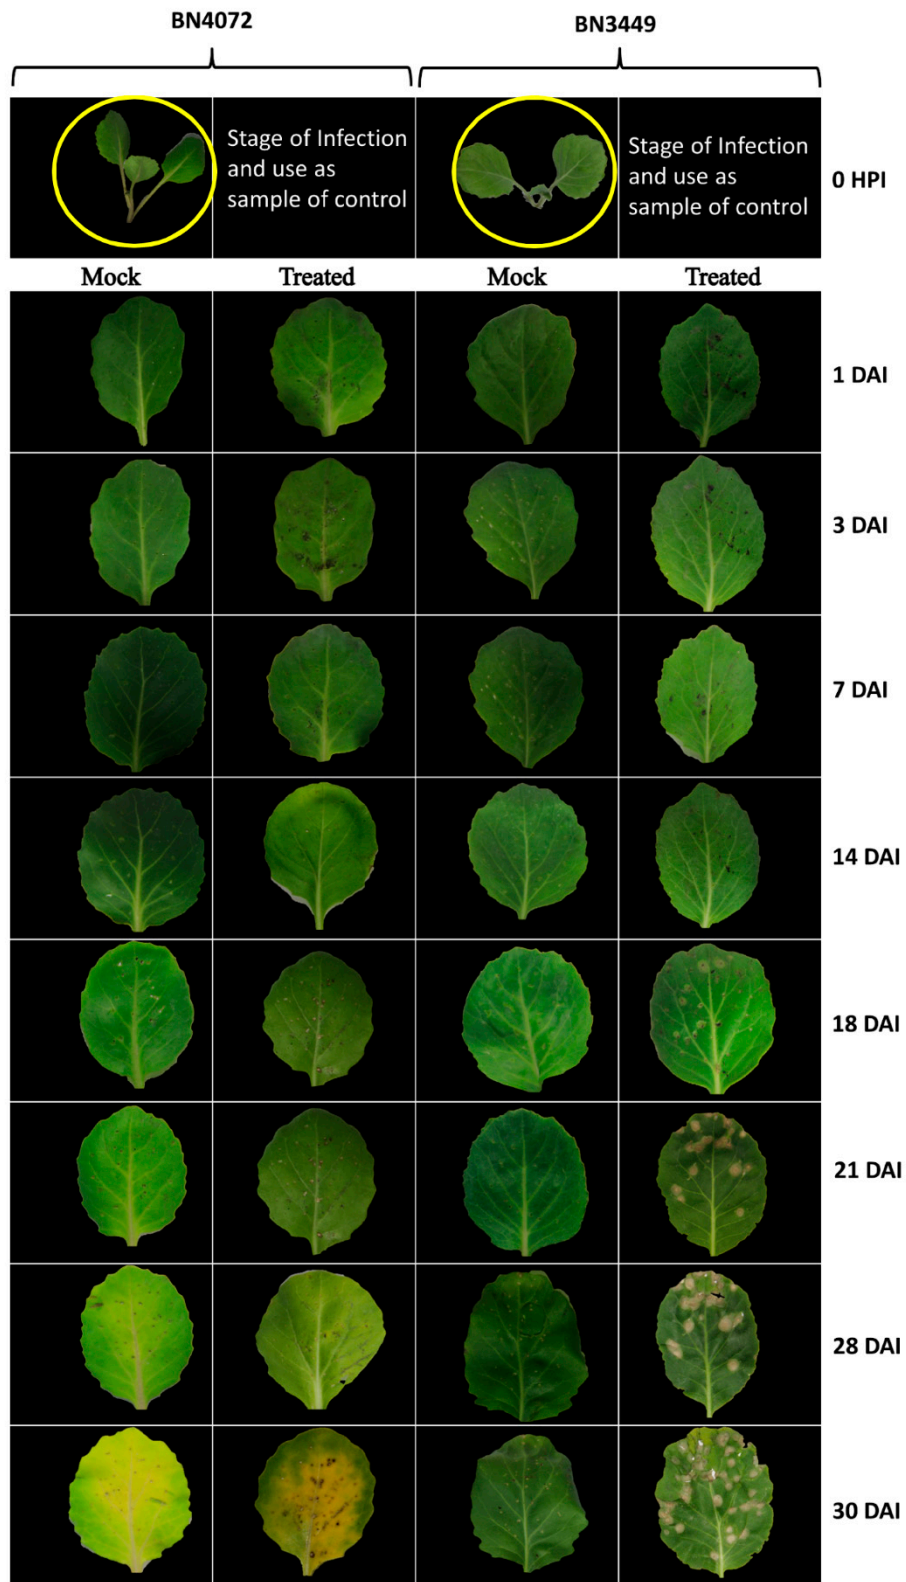 BN4072
BN3449
Stage of Infection
and use as
sample of control
Stage of Infection
and use as
sample of control
0 HPI
Mock
Treated
Mock
Treated
1 DAI
3 DAI
7 DAI
14 DAI
18 DAI
21 DAI
28 DAI
30 DAI